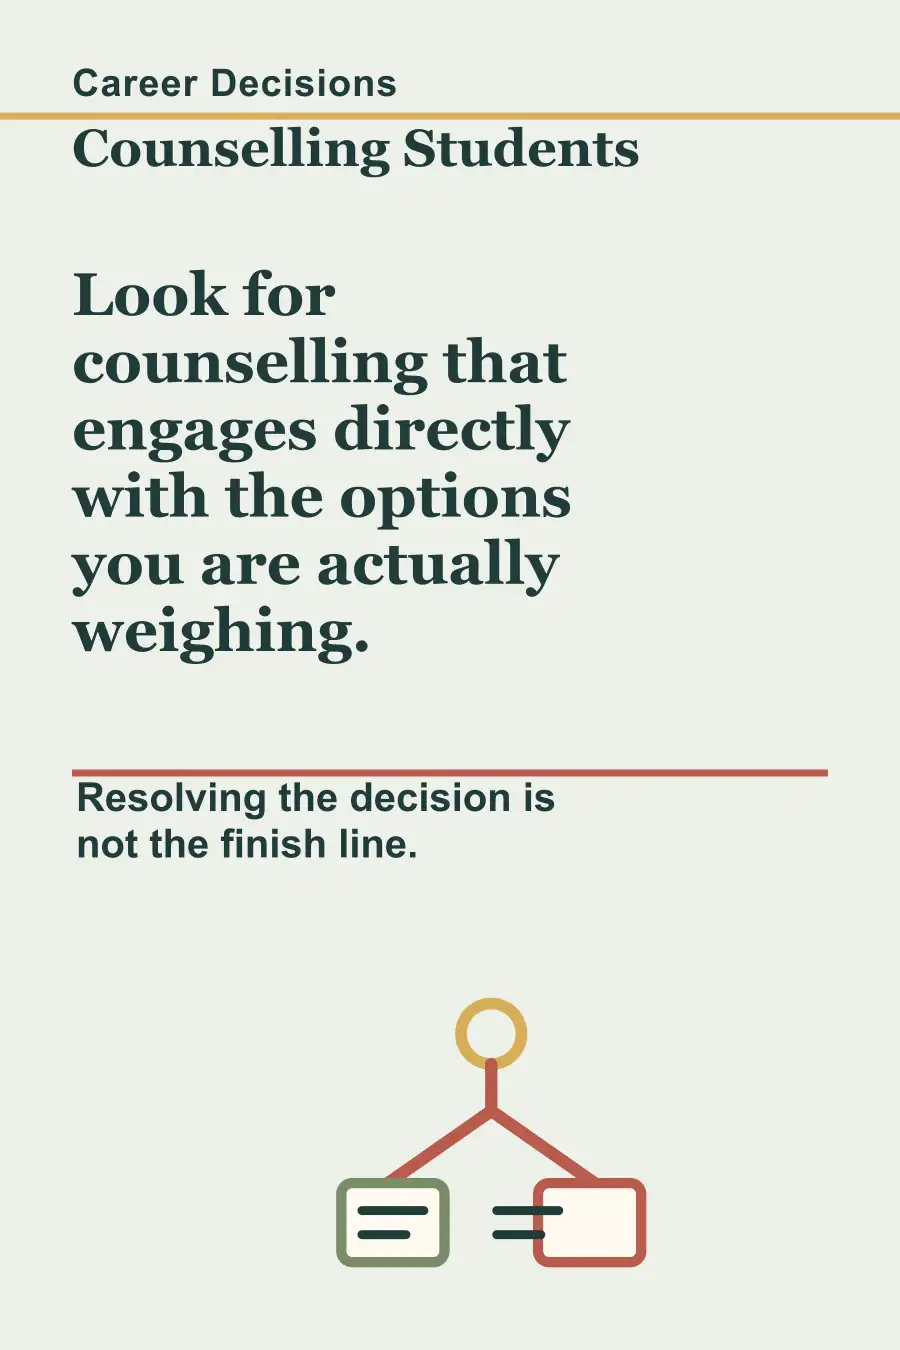 Career Decisions
Counselling Students
Look for
counselling that
engages directly
with the options
you are actually
weighing.
Resolving the decision is
not the finish line.